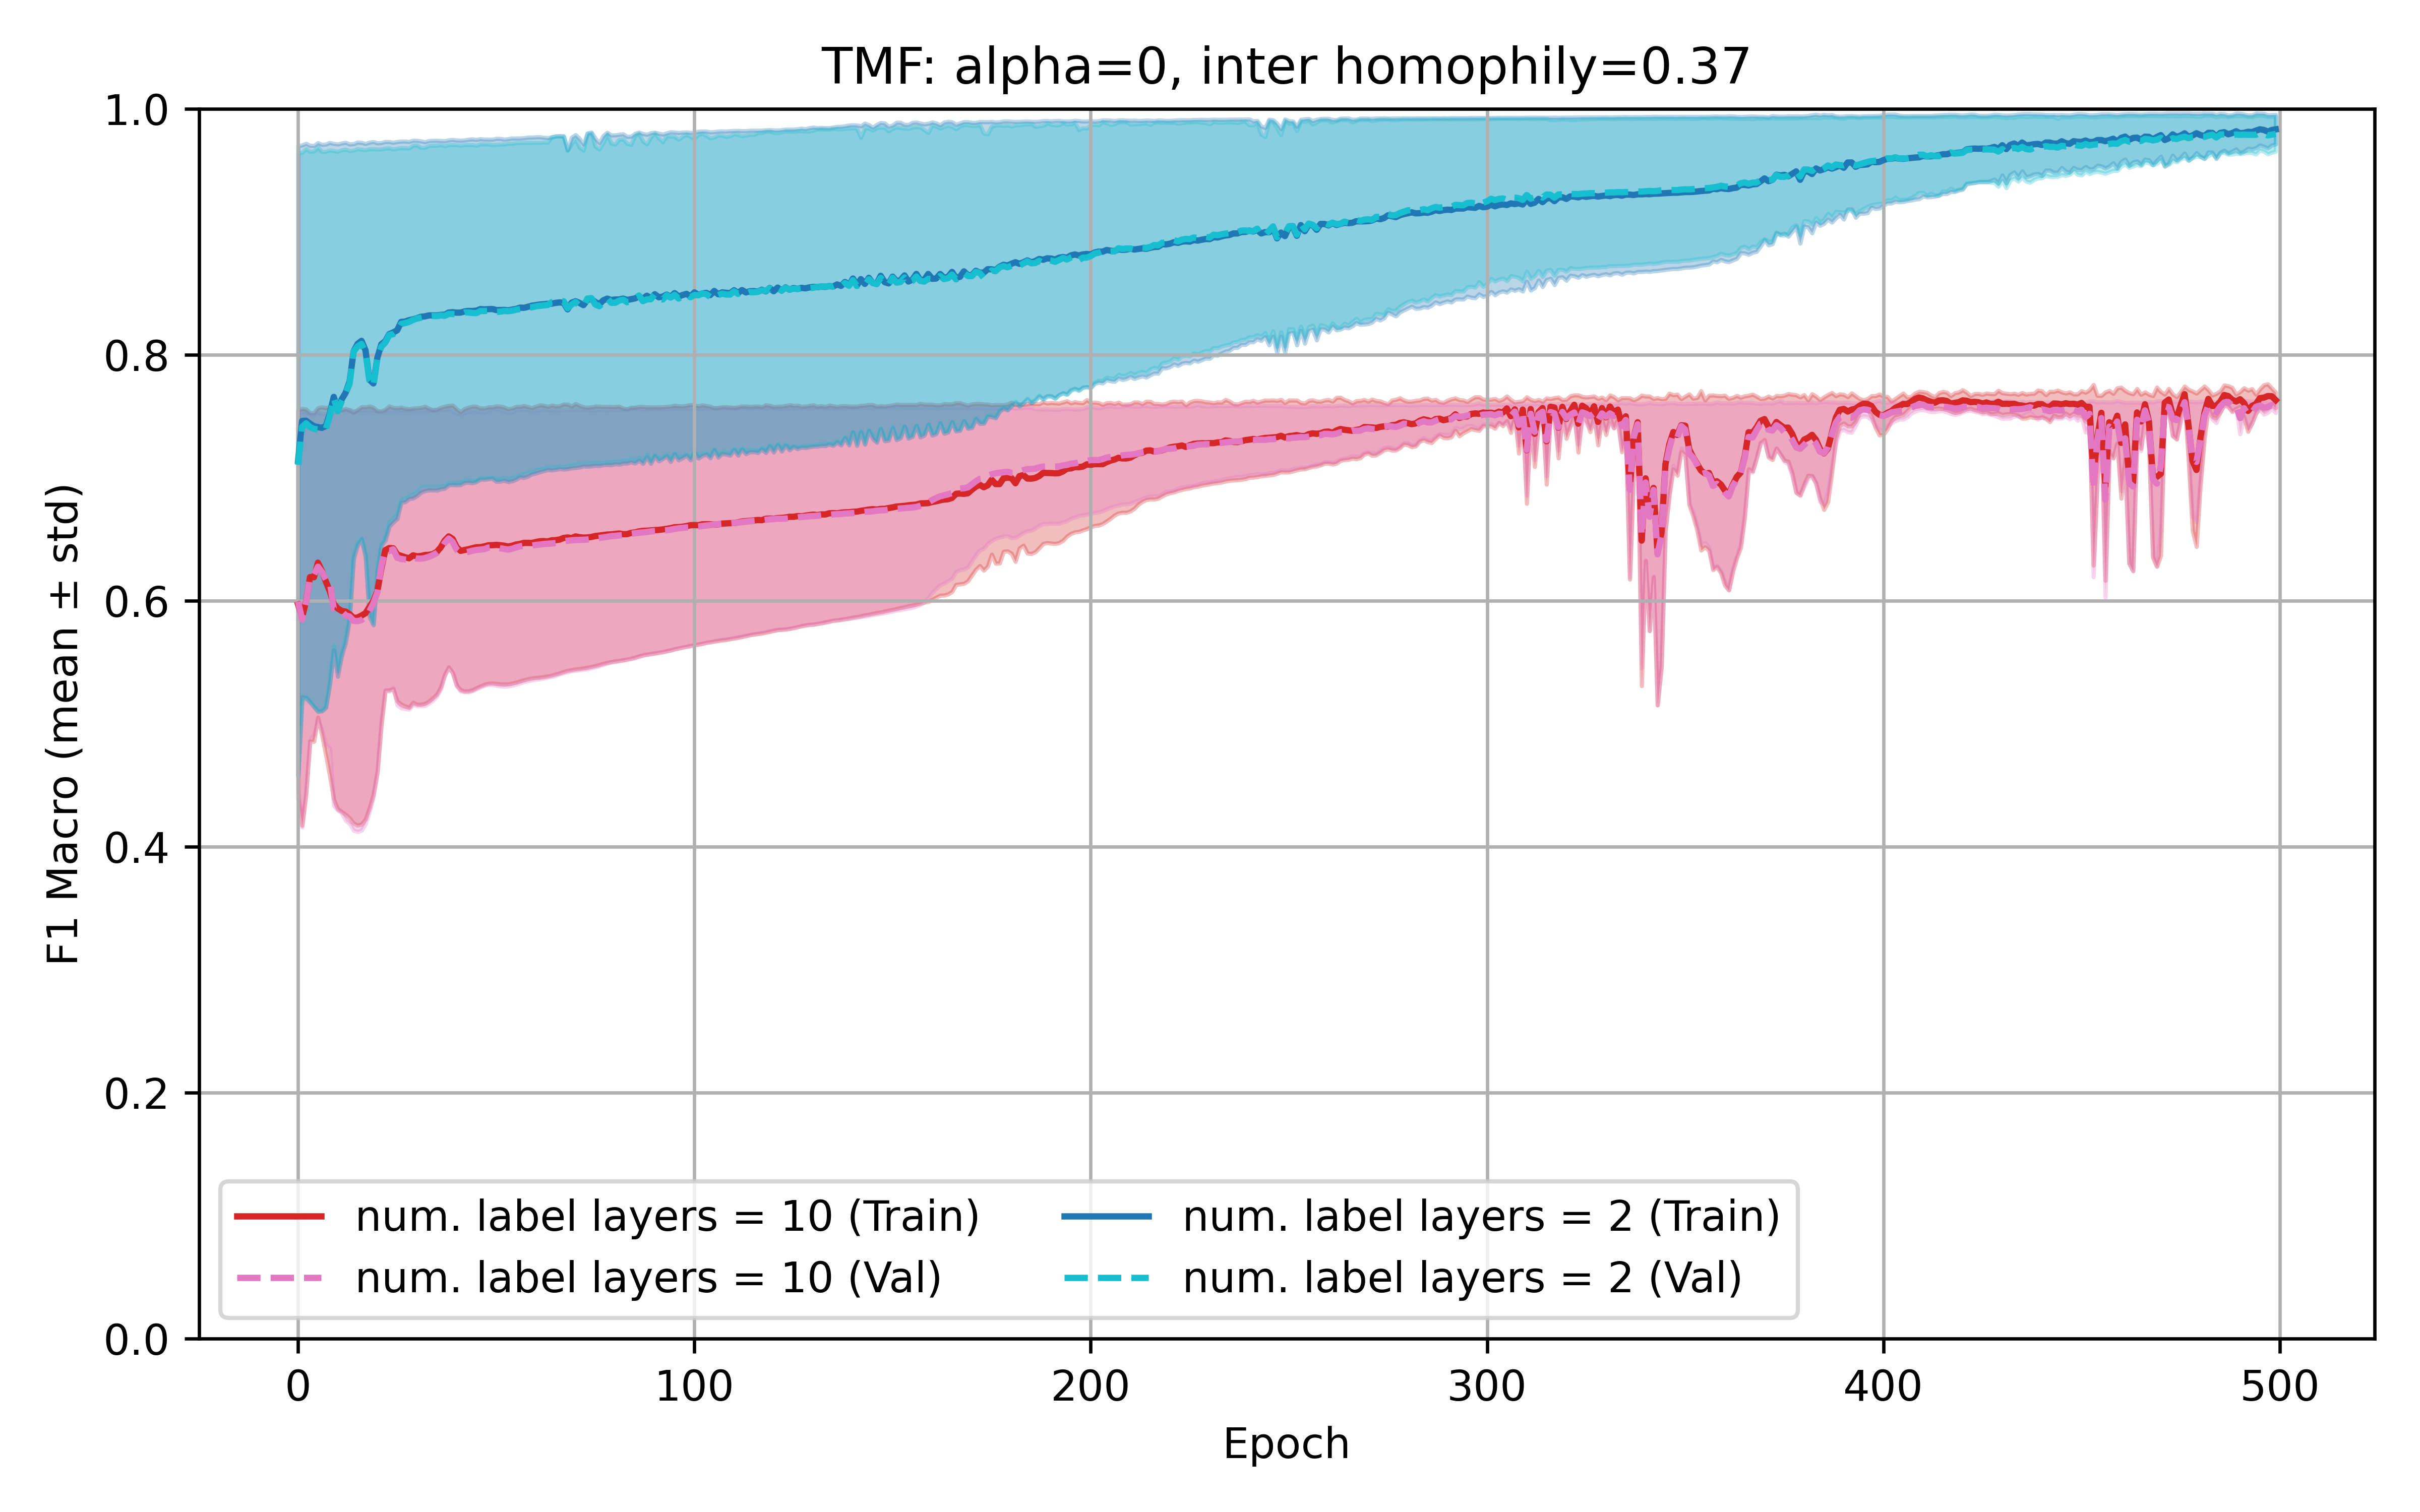 TMF: alpha=0, inter homophily=0.37
F1 Macro (mean ± std)
1.0
0.8
0.6
0.4
0.2
0.0
num. label layers = 10 (Train)
num. label layers = 10 (Val)
num. label layers = 2 (Train)
num. label layers = 2 (Val)
0 100 200 300 400 500
Epoch